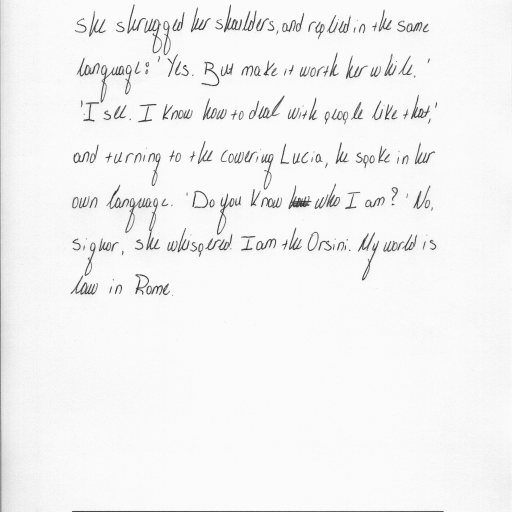 she shrugged her shoulders, and replied in the same
language: 'Yes. But make it worth her while.'
'I see. I know how to deal with people like that,'
and turning to the cowering Lucia, he spoke in her
own language. 'Do you know who I am?' 'No,
signor, she whispered. I am the Orsini. My world is
law in Rome.